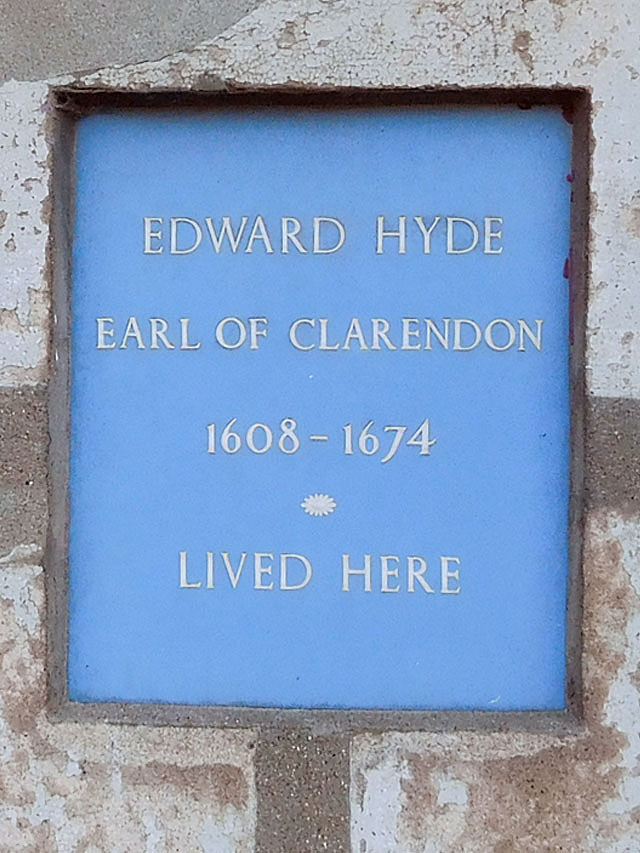 EDWARD HYDE
EARL OF CLARENDON
1608 – 1674
LIVED HERE